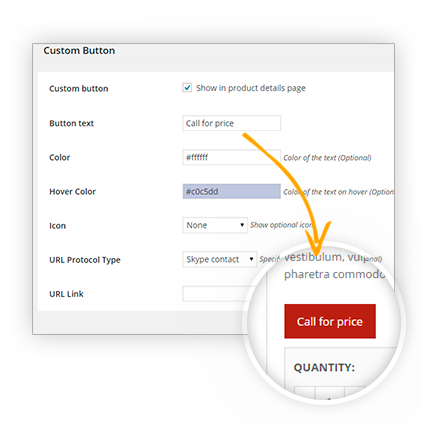 Custom Button
Custom button Show in product details page
Button text Call for price
Color #ffffff Color of the text (Optional)
Hover Color #c0c5dd Color of the text on hover (Option
Icon None Show optional icon
URL Protocol Type Skype contact
URL Link
vestibulum,
pharetra commodo
Call for price
QUANTITY: